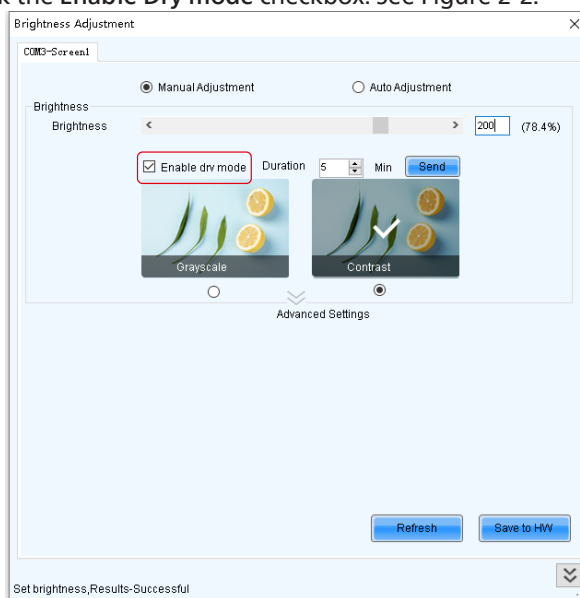 k the Enable Dry mode checkbox. See Figure 2-2.
Brightness Adjustment
COM3-Screen1
Manual Adjustment Auto Adjustment
Brightness
Brightness 200 (78.4%)
Enable dry mode Duration 5 Min Send
Grayscale Contrast
Advanced Settings
Refresh Save to HW
Set brightness,Results-Successful